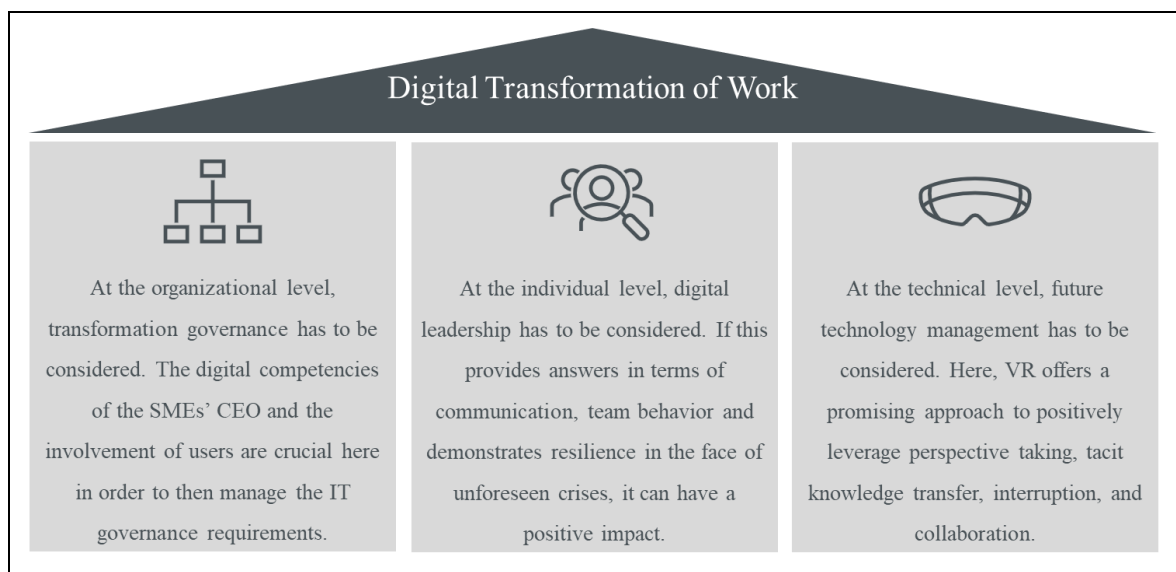 Digital Transformation of Work
At the organizational level,
transformation governance has to be
considered. The digital competencies
of the SMEs' CEO and the
involvement of users are crucial here
in order to then manage the IT
governance requirements.
At the individual level, digital
leadership has to be considered. If this
provides answers in terms of
communication, team behavior and
demonstrates resilience in the face of
unforeseen crises, it can have a
positive impact.
At the technical level, future
technology management has to be
considered. Here, VR offers a
promising approach to positively
leverage perspective taking, tacit
knowledge transfer, interruption, and
collaboration.